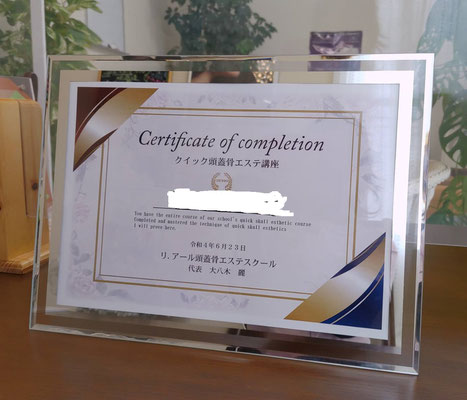 Certificate of completion
クイック頭蓋骨エステ講座
You have the entire course of our school's quick skull esthetic course
Completed and mastered the technique of quick skull esthetics
I will prove here.
令和4年6月23日
リ.アール頭蓋骨エステスクール
代表 大八木 麗